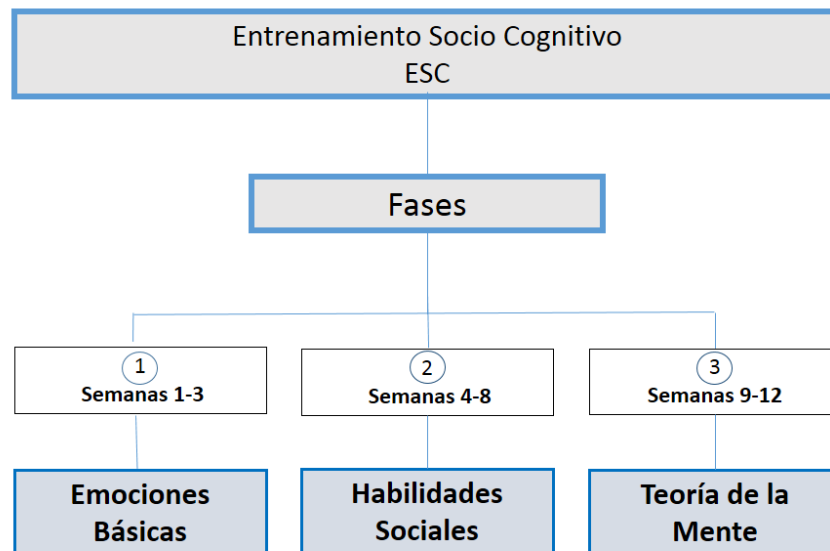 Entrenamiento Socio Cognitivo
ESC
Fases
1
Semanas 1-3
2
Semanas 4-8
3
Semanas 9-12
Emociones
Básicas
Habilidades
Sociales
Teoría de la
Mente